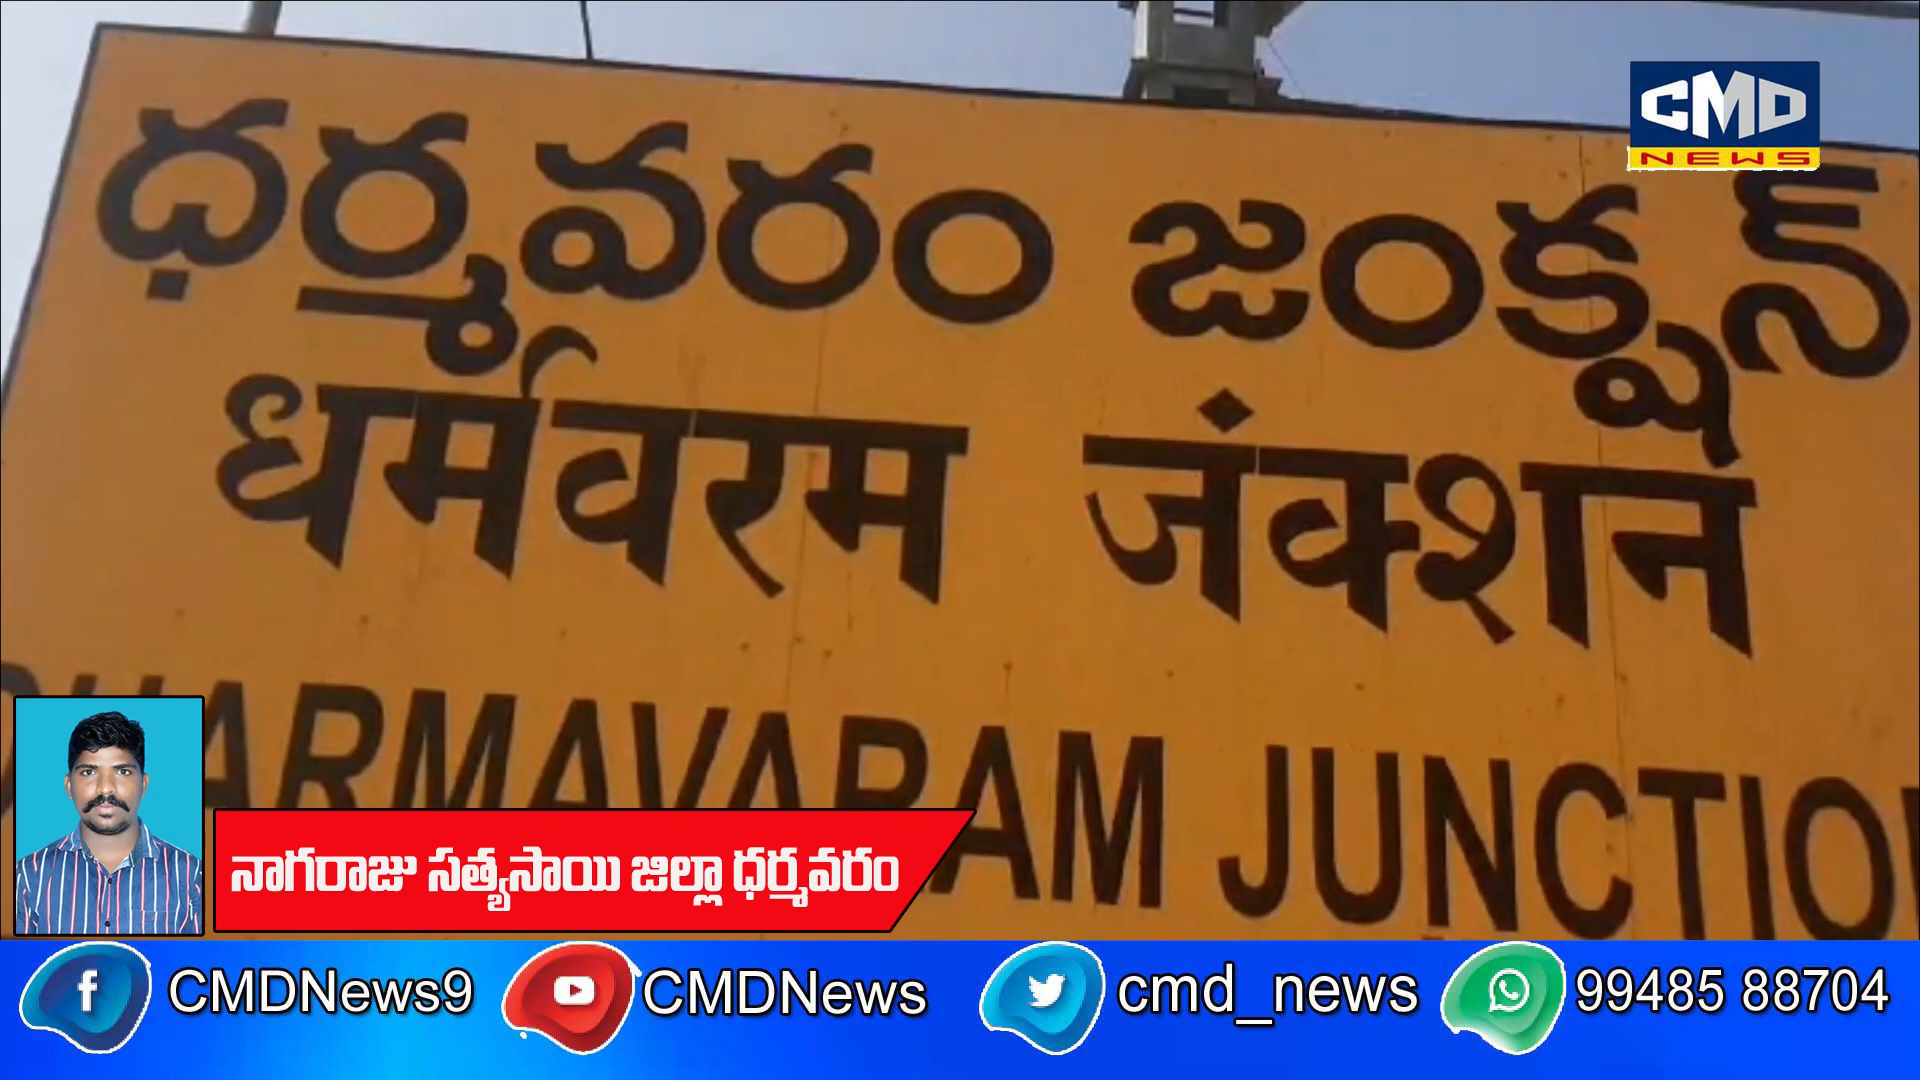 CMD
NEWS
ధర్మవరం జంక్షన్
धर्मवरम जंक्शन
DHARMAVARAM JUNCTION
నాగరాజు సత్యసాయి జిల్లా ధర్మవరం
CMDNews9 CMDNews cmd_news 99485 88704